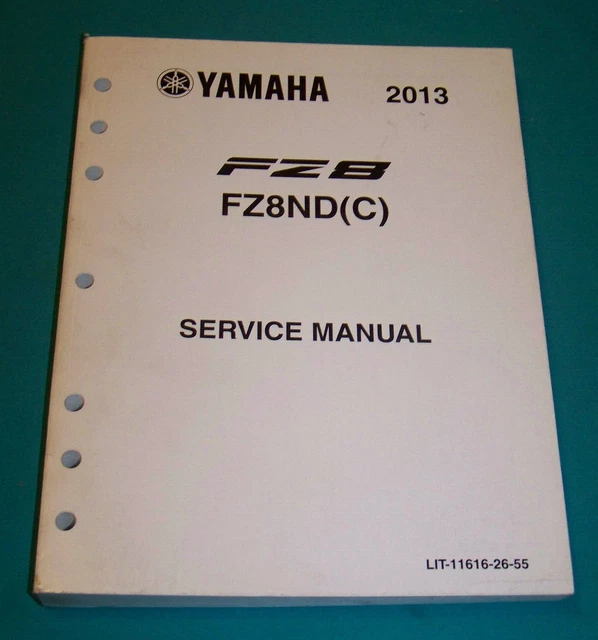 YAMAHA 2013
FZ8
FZ8ND(C)
SERVICE MANUAL
LIT-11616-26-55